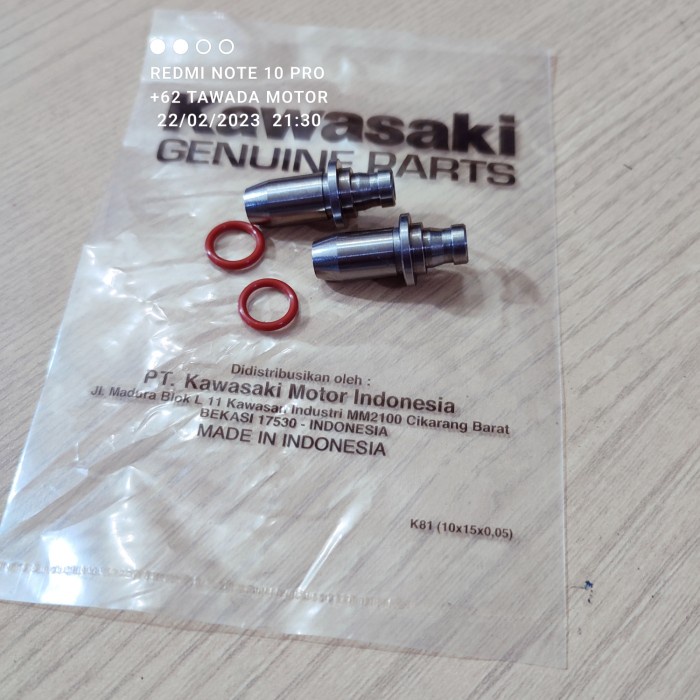 REDMI NOTE 10 PRO
+62 TAWADA MOTOR
22/02/2023 21:30
Kawasaki
GENUINE PARTS
Didistribusikan oleh :
PT. Kawasaki Motor Indonesia
Jl. Madura Blok L 11 Kawasan Industri MM2100 Cikarang Barat
BEKASI 17530 - INDONESIA
MADE IN INDONESIA
K81 (10x15x0,05)